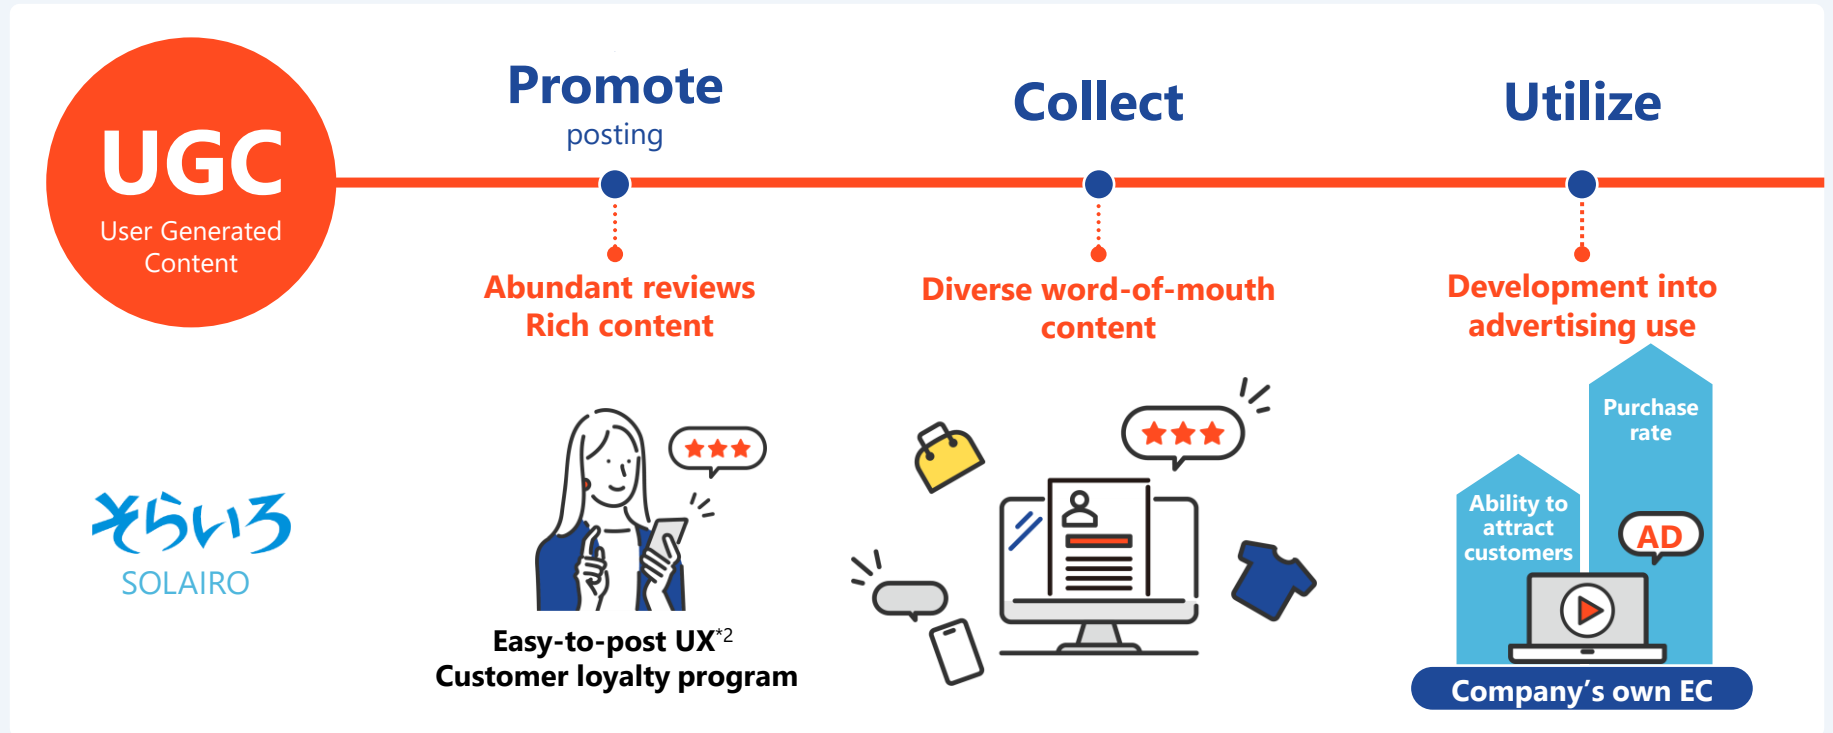 UGC
User Generated
Content
Promote
posting
Collect
Utilize
Abundant reviews
Rich content
Diverse word-of-mouth
content
Development into
advertising use
そらいろ
SOLAIRO
Easy-to-post UX*2
Customer loyalty program
Ability to
attract
customers
Purchase
rate
AD
Company's own EC